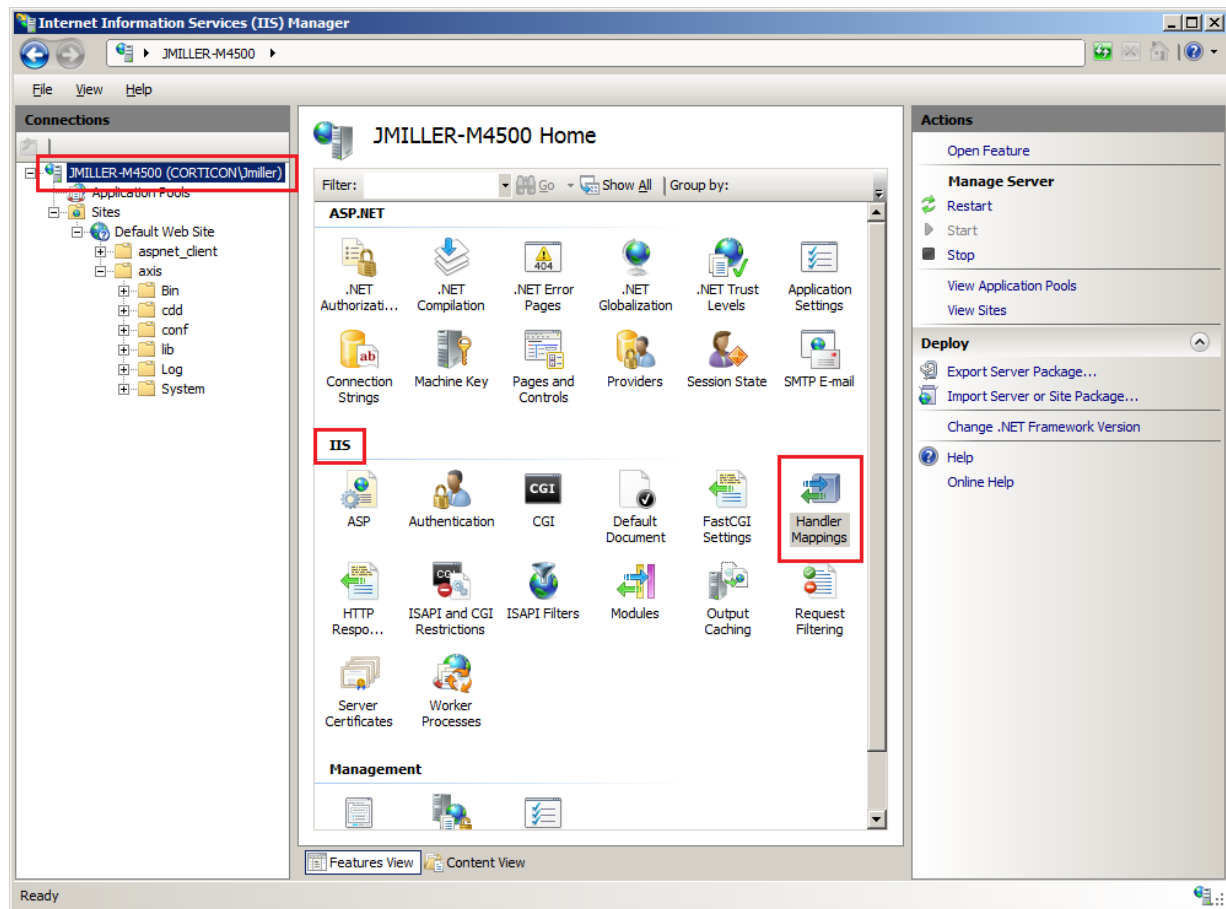 Internet Information Services (IIS) Manager
JMILLER-M4500
File View Help
Connections
JMILLER-M4500 (CORTICON\Jmiller)
Application Pools
Sites
Default Web Site
aspnet_client
axis
Bin
cdd
conf
lib
Log
System
JMILLER-M4500 Home
Filter: Go Show All Group by:
ASP.NET
.NET Authorizati...
.NET Compilation
404
.NET Error Pages
.NET Globalization
.NET Trust Levels
Application Settings
ab
Connection Strings
Machine Key
Pages and Controls
Providers
Session State
SMTP E-mail
IIS
ASP
Authentication
CGI
CGI
Default Document
FastCGI Settings
Handler Mappings
HTTP Respo...
ISAPI and CGI Restrictions
ISAPI Filters
Modules
Output Caching
Request Filtering
Server Certificates
Worker Processes
Management
Features View Content View
Actions
Open Feature
Manage Server
Restart
Start
Stop
View Application Pools
View Sites
Deploy
Export Server Package...
Import Server or Site Package...
Change .NET Framework Version
Help
Online Help
Ready